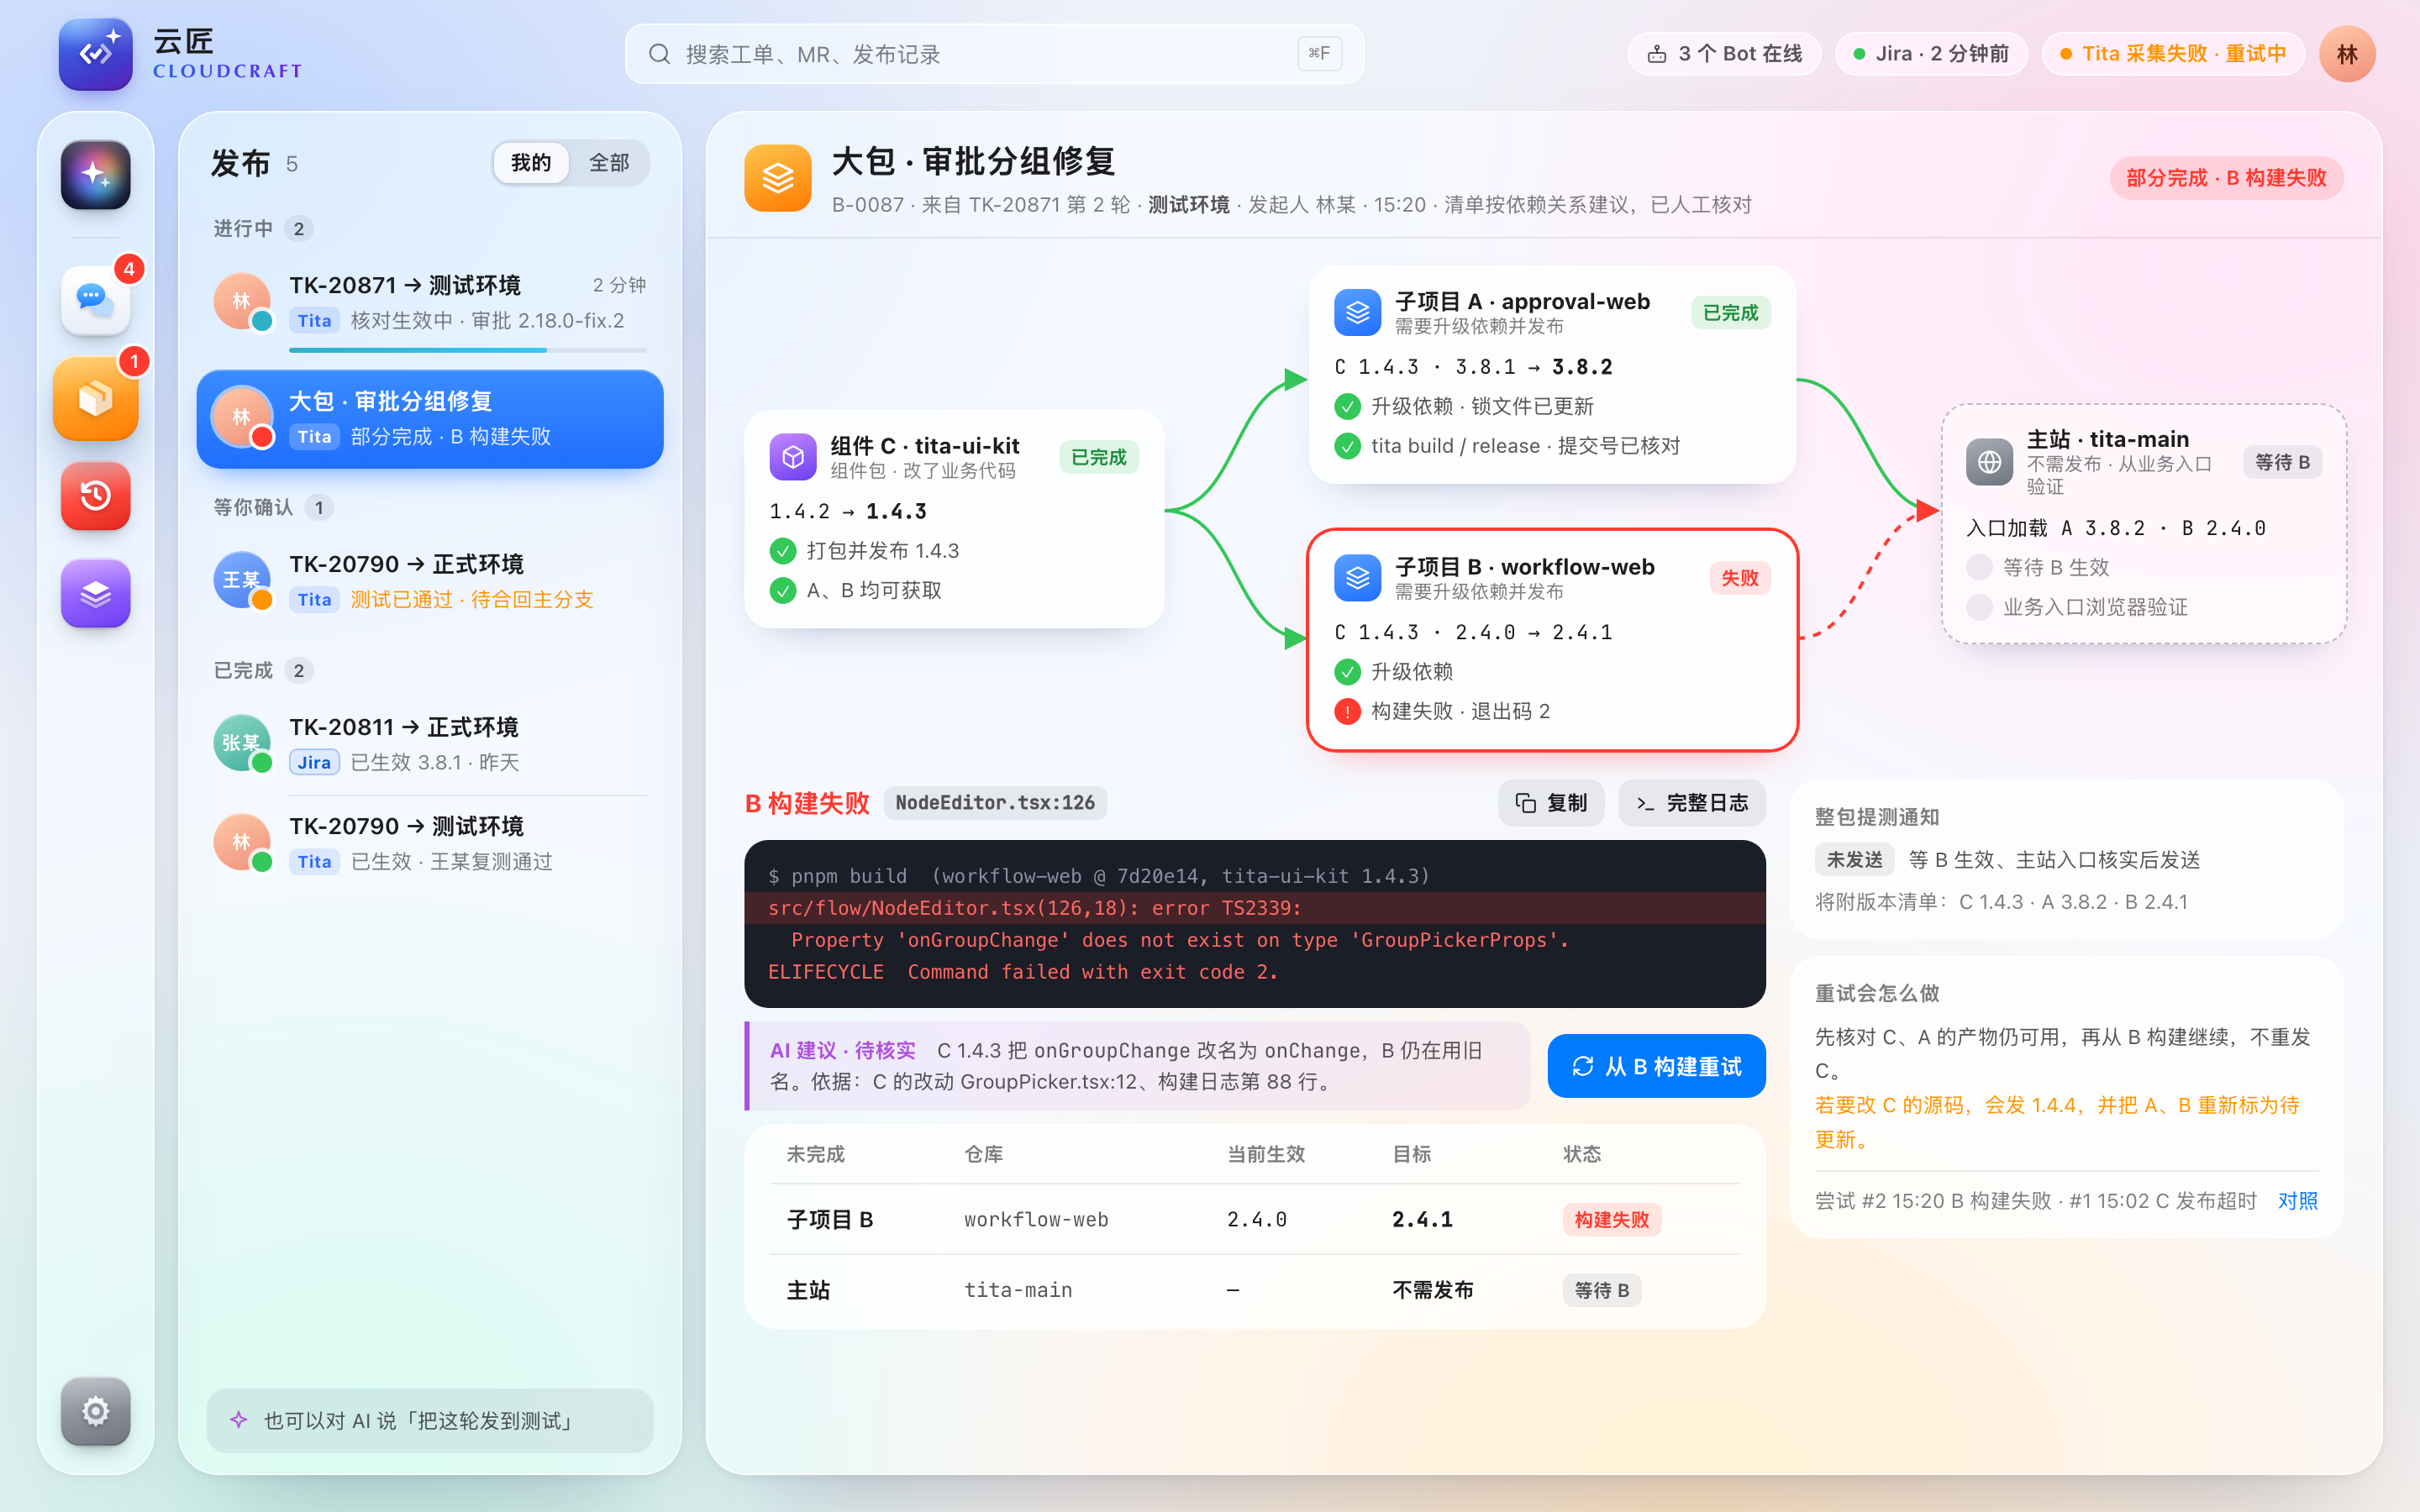 云匠
CLOUDCRAFT
搜索工单、MR、发布记录
⌘F
3 个 Bot 在线
Jira · 2 分钟前
Tita 采集失败 · 重试中
林
4
1
发布 5
我的
全部
进行中 2
林
TK-20871 → 测试环境
2 分钟
Tita 核对生效中 · 审批 2.18.0-fix.2
林
大包 · 审批分组修复
Tita 部分完成 · B 构建失败
等你确认 1
王某
TK-20790 → 正式环境
Tita 测试已通过 · 待合回主分支
已完成 2
张某
TK-20811 → 正式环境
Jira 已生效 3.8.1 · 昨天
林
TK-20790 → 测试环境
Tita 已生效 · 王某复测通过
也可以对 AI 说「把这轮发到测试」
大包 · 审批分组修复
B-0087 · 来自 TK-20871 第 2 轮 · 测试环境 · 发起人 林某 · 15:20 · 清单按依赖关系建议，已人工核对
部分完成 · B 构建失败
组件 C · tita-ui-kit
组件包 · 改了业务代码
已完成
1.4.2 → 1.4.3
打包并发布 1.4.3
A、B 均可获取
子项目 A · approval-web
需要升级依赖并发布
已完成
C 1.4.3 · 3.8.1 → 3.8.2
升级依赖 · 锁文件已更新
tita build / release · 提交号已核对
子项目 B · workflow-web
需要升级依赖并发布
失败
C 1.4.3 · 2.4.0 → 2.4.1
升级依赖
构建失败 · 退出码 2
主站 · tita-main
不需发布 · 从业务入口
验证
等待 B
入口加载 A 3.8.2 · B 2.4.0
等待 B 生效
业务入口浏览器验证
B 构建失败
NodeEditor.tsx:126
复制
完整日志
$ pnpm build  (workflow-web @ 7d20e14, tita-ui-kit 1.4.3)
src/flow/NodeEditor.tsx(126,18): error TS2339:
Property 'onGroupChange' does not exist on type 'GroupPickerProps'.
ELIFECYCLE  Command failed with exit code 2.
AI 建议 · 待核实 C 1.4.3 把 onGroupChange 改名为 onChange，B 仍在用旧
名。依据：C 的改动 GroupPicker.tsx:12、构建日志第 88 行。
从 B 构建重试
未完成 仓库 当前生效 目标 状态
子项目 B workflow-web 2.4.0 2.4.1 构建失败
主站 tita-main — 不需发布 等待 B
整包提测通知
未发送 等 B 生效、主站入口核实后发送
将附版本清单：C 1.4.3 · A 3.8.2 · B 2.4.1
重试会怎么做
先核对 C、A 的产物仍可用，再从 B 构建继续，不重发
C。
若要改 C 的源码，会发 1.4.4，并把 A、B 重新标为待
更新。
尝试 #2 15:20 B 构建失败 · #1 15:02 C 发布超时 对照